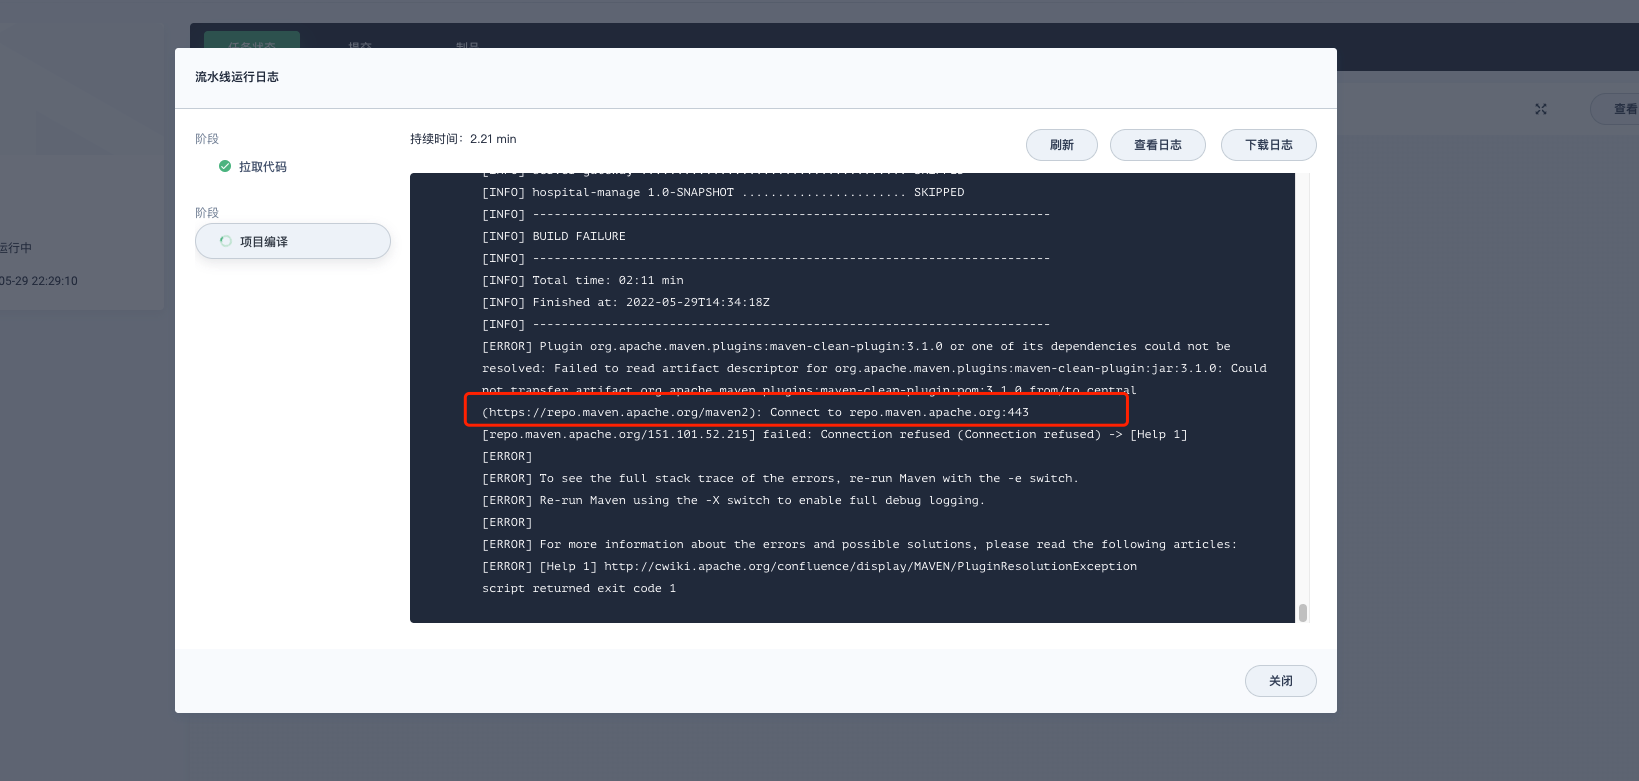 任务状态
提交
制品
流水线运行日志
查看
阶段
持续时间：2.21 min
刷新
查看日志
下载日志
拉取代码
阶段
项目编译
运行中
05-29 22:29:10
[INFO] hospital-manage 1.0-SNAPSHOT ....................... SKIPPED
[INFO] ------------------------------------------------------------------------
[INFO] BUILD FAILURE
[INFO] ------------------------------------------------------------------------
[INFO] Total time: 02:11 min
[INFO] Finished at: 2022-05-29T14:34:18Z
[INFO] ------------------------------------------------------------------------
[ERROR] Plugin org.apache.maven.plugins:maven-clean-plugin:3.1.0 or one of its dependencies could not be
resolved: Failed to read artifact descriptor for org.apache.maven.plugins:maven-clean-plugin:jar:3.1.0: Could
not transfer artifact org.apache.maven.plugins:maven-clean-plugin:pom:3.1.0 from/to central
(https://repo.maven.apache.org/maven2): Connect to repo.maven.apache.org:443
[repo.maven.apache.org/151.101.52.215] failed: Connection refused (Connection refused) -> [Help 1]
[ERROR]
[ERROR] To see the full stack trace of the errors, re-run Maven with the -e switch.
[ERROR] Re-run Maven using the -X switch to enable full debug logging.
[ERROR]
[ERROR] For more information about the errors and possible solutions, please read the following articles:
[ERROR] [Help 1] http://cwiki.apache.org/confluence/display/MAVEN/PluginResolutionException
script returned exit code 1
关闭